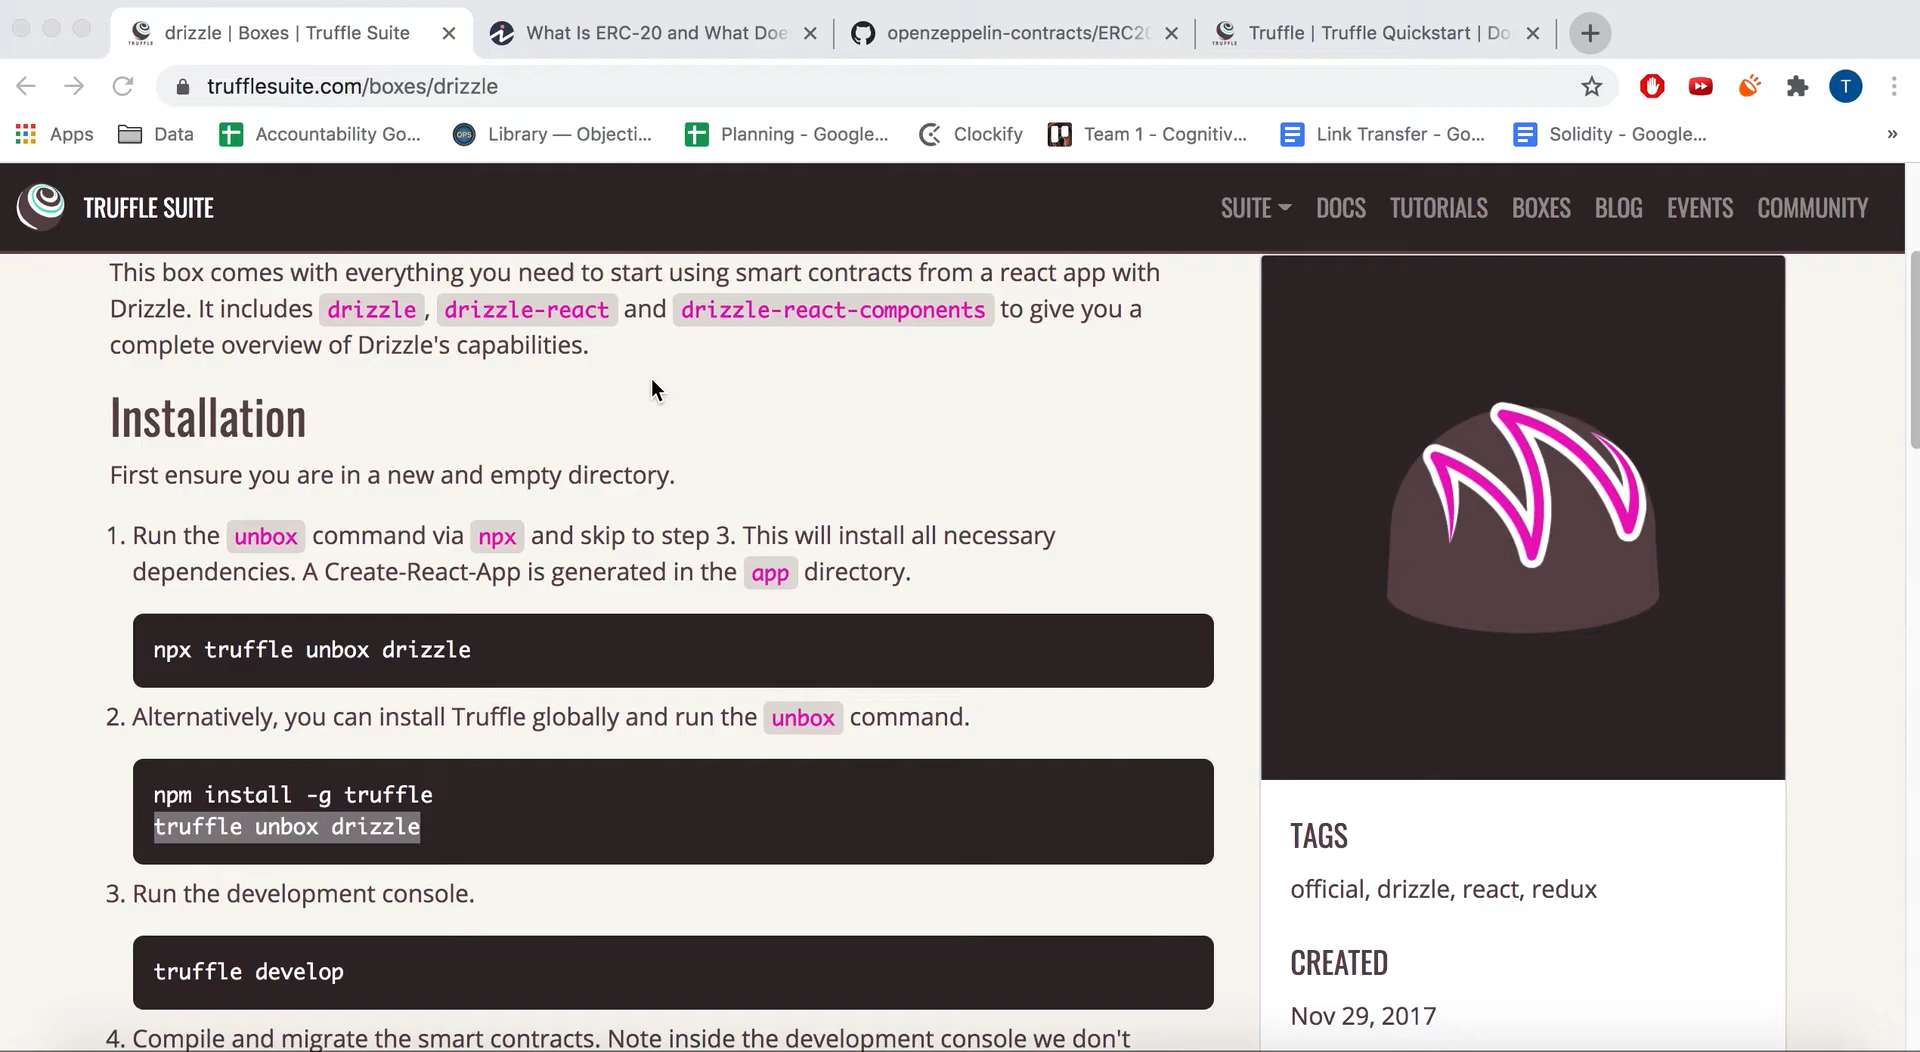 drizzle | Boxes | Truffle Suite
What Is ERC-20 and What Doe
openzeppelin-contracts/ERC20
Truffle | Truffle Quickstart | Do
trufflesuite.com/boxes/drizzle
T
Apps
Data
Accountability Go...
OPS
Library — Objecti...
Planning - Google...
Clockify
Team 1 - Cognitiv...
Link Transfer - Go...
Solidity - Google...
»
TRUFFLE SUITE
SUITE
DOCS
TUTORIALS
BOXES
BLOG
EVENTS
COMMUNITY
This box comes with everything you need to start using smart contracts from a react app with
Drizzle. It includes drizzle, drizzle-react and drizzle-react-components to give you a
complete overview of Drizzle's capabilities.
Installation
First ensure you are in a new and empty directory.
1. Run the unbox command via npx and skip to step 3. This will install all necessary
dependencies. A Create-React-App is generated in the app directory.
npx truffle unbox drizzle
2. Alternatively, you can install Truffle globally and run the unbox command.
npm install -g truffle
truffle unbox drizzle
3. Run the development console.
truffle develop
4. Compile and migrate the smart contracts. Note inside the development console we don't
TAGS
official, drizzle, react, redux
CREATED
Nov 29, 2017